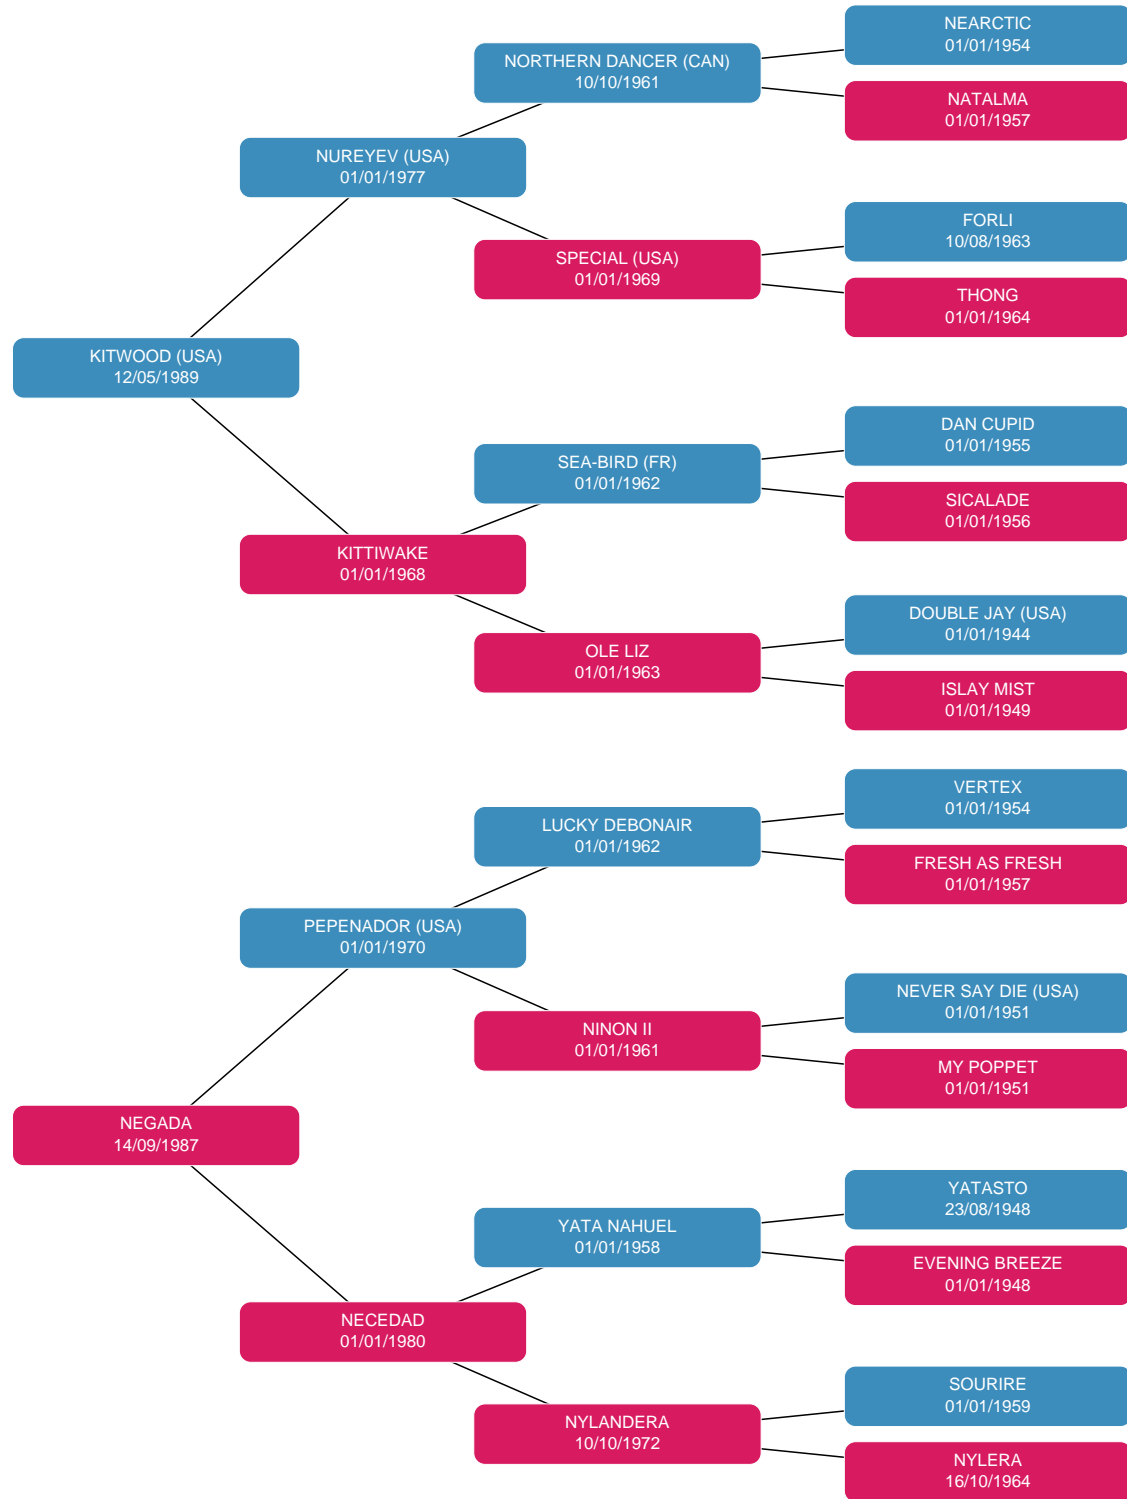 NEARCTIC
01/01/1954
NORTHERN DANCER (CAN)
10/10/1961
NATALMA
01/01/1957
NUREYEV (USA)
01/01/1977
FORLI
10/08/1963
SPECIAL (USA)
01/01/1969
THONG
01/01/1964
KITWOOD (USA)
12/05/1989
DAN CUPID
01/01/1955
SEA-BIRD (FR)
01/01/1962
SICALADE
01/01/1956
KITTIWAKE
01/01/1968
DOUBLE JAY (USA)
01/01/1944
OLE LIZ
01/01/1963
ISLAY MIST
01/01/1949
VERTEX
01/01/1954
LUCKY DEBONAIR
01/01/1962
FRESH AS FRESH
01/01/1957
PEPENADOR (USA)
01/01/1970
NEVER SAY DIE (USA)
01/01/1951
NINON II
01/01/1961
MY POPPET
01/01/1951
NEGADA
14/09/1987
YATASTO
23/08/1948
YATA NAHUEL
01/01/1958
EVENING BREEZE
01/01/1948
NECEDAD
01/01/1980
SOURIRE
01/01/1959
NYLANDERA
10/10/1972
NYLERA
16/10/1964